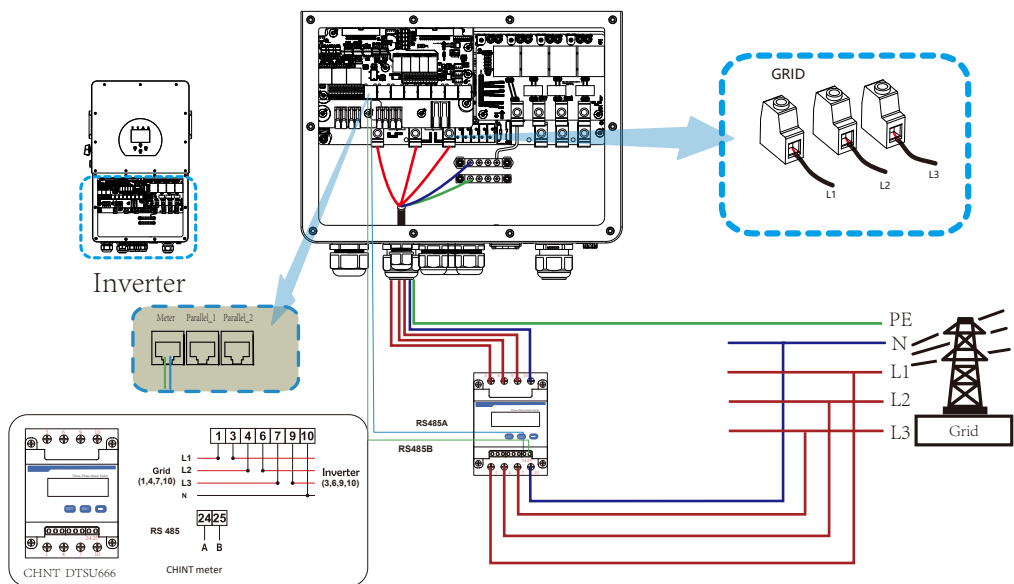 GRID
L1
L2
L3
Inverter
Meter
Parallel_1
Parallel_2
PE
N
L1
L2
L3
Grid
RS485A
RS485B
1 3 4 6 7 9 10
L1
L2
L3
N
Grid
(1,4,7,10)
Inverter
(3,6,9,10)
RS 485
24 25
A B
CHINT meter
CHNT DTSU666